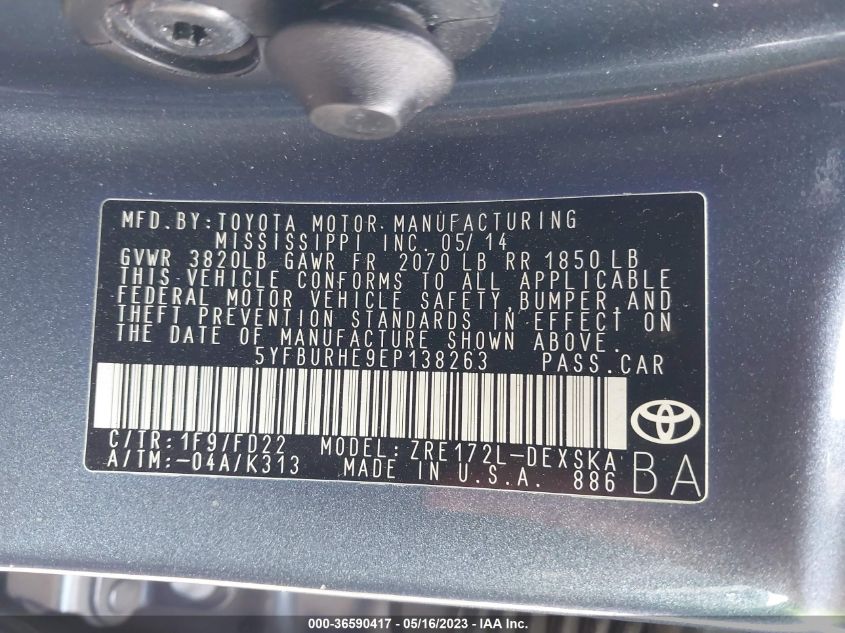 MFD.BY:TOYOTA MOTOR MANUFACTURING
MISSISSIPPI INC. 05/14
GVWR 3820LB GAWR FR 2070 LB RR 1850 LB
THIS VEHICLE CONFORMS TO ALL APPLICABLE
FEDERAL MOTOR VEHICLE SAFETY, BUMPER, AND
THEFT PREVENTION STANDARDS IN EFFECT ON
THE DATE OF MANUFACTURE SHOWN ABOVE.
5YFBURHE9EP138263 PASS.CAR
C/TR:1F9/FD22 MODEL:ZRE172L-DEXSKA
A/TM:-04A/K313 MADE IN U.S.A. 886 BA
000-36590417 - 05/16/2023 - © IAA Inc.